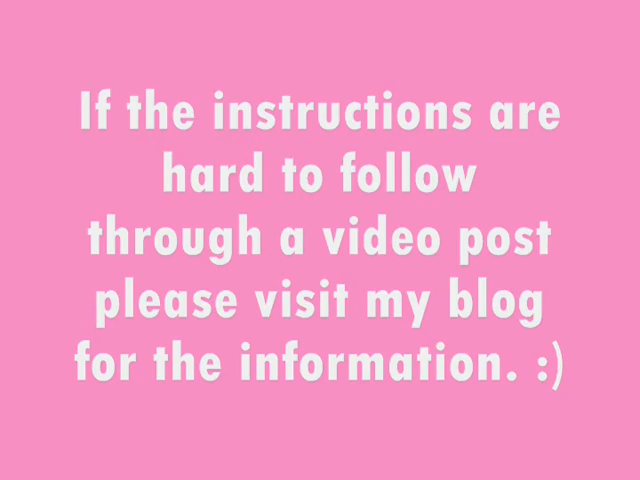 If the instructions are
hard to follow
through a video post
please visit my blog
for the information. :)